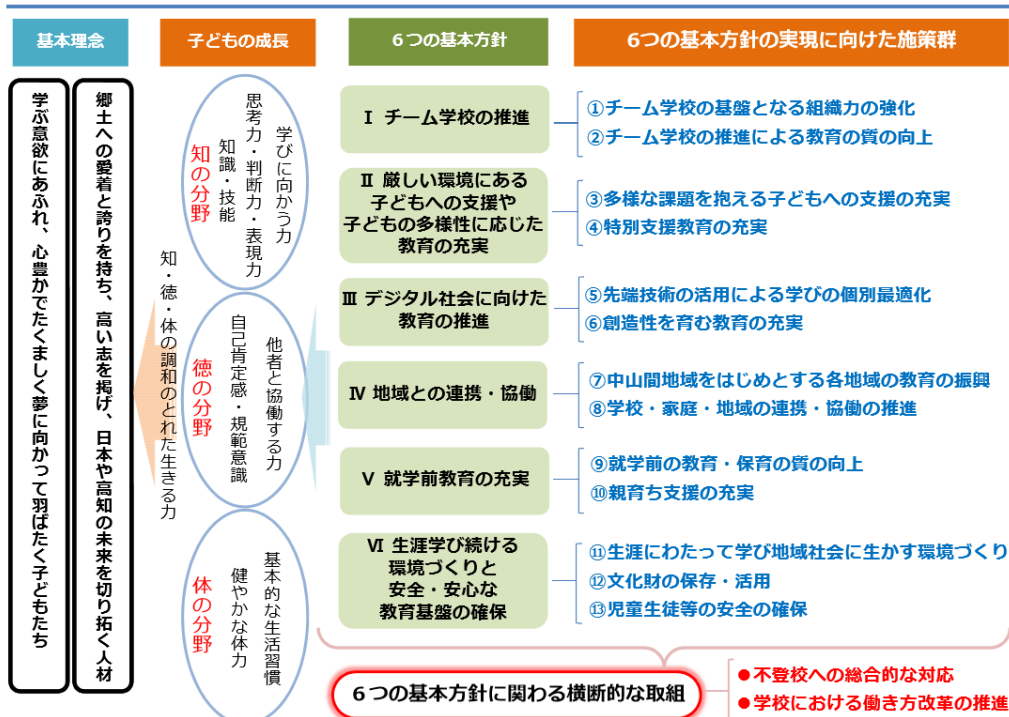 基本理念
子どもの成長
６つの基本方針
6つの基本方針の実現に向けた施策群
学ぶ意欲にあふれ、心豊かでたくましく夢に向かって羽ばたく子どもたち
郷土への愛着と誇りを持ち、高い志を掲げ、日本や高知の未来を切り拓く人材
知・徳・体の調和のとれた生きる力
知の分野
知識・技能
思考力・判断力・表現力
学びに向かう力
徳の分野
自己肯定感・規範意識
他者と協働する力
体の分野
健やかな体力
基本的な生活習慣
Ⅰ チーム学校の推進
①チーム学校の基盤となる組織力の強化
②チーム学校の推進による教育の質の向上
Ⅱ 厳しい環境にある
子どもへの支援や
子どもの多様性に応じた
教育の充実
③多様な課題を抱える子どもへの支援の充実
④特別支援教育の充実
Ⅲ デジタル社会に向けた
教育の推進
⑤先端技術の活用による学びの個別最適化
⑥創造性を育む教育の充実
Ⅳ 地域との連携・協働
⑦中山間地域をはじめとする各地域の教育の振興
⑧学校・家庭・地域の連携・協働の推進
Ⅴ 就学前教育の充実
⑨就学前の教育・保育の質の向上
⑩親育ち支援の充実
Ⅵ 生涯学び続ける
環境づくりと
安全・安心な
教育基盤の確保
⑪生涯にわたって学び地域社会に生かす環境づくり
⑫文化財の保存・活用
⑬児童生徒等の安全の確保
６つの基本方針に関わる横断的な取組
●不登校への総合的な対応
●学校における働き方改革の推進